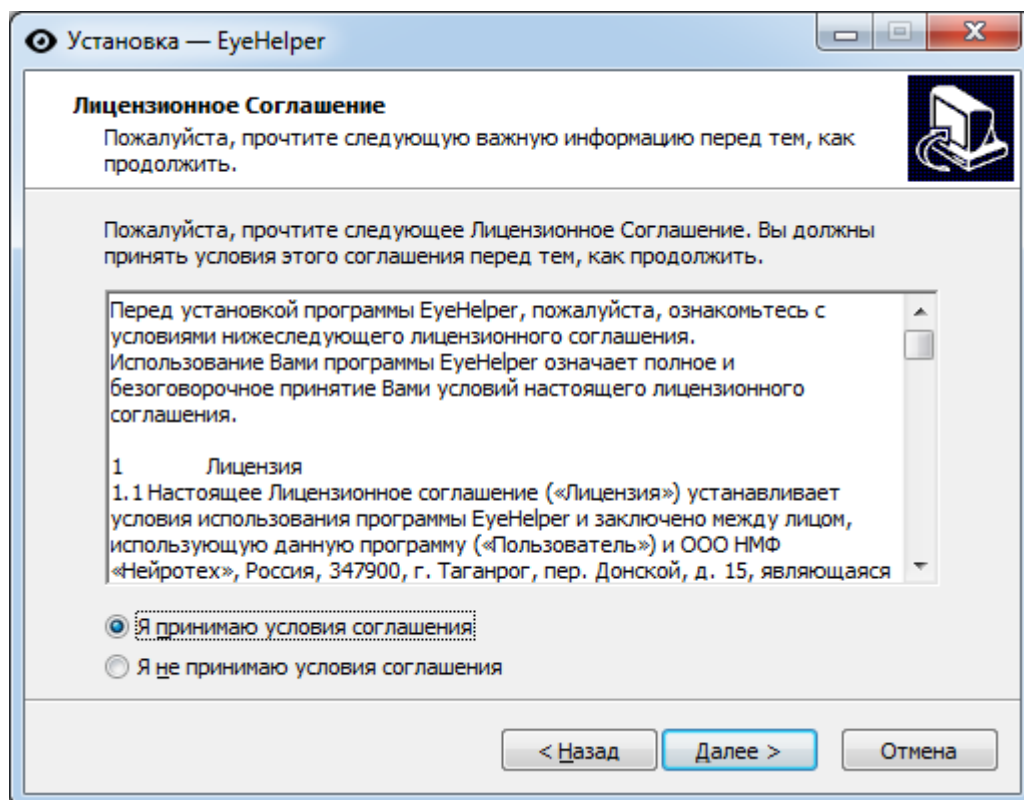 Установка — EyeHelper
Лицензионное Соглашение
Пожалуйста, прочтите следующую важную информацию перед тем, как
продолжить.
Пожалуйста, прочтите следующее Лицензионное Соглашение. Вы должны
принять условия этого соглашения перед тем, как продолжить.
Перед установкой программы EyeHelper, пожалуйста, ознакомьтесь с
условиями нижеследующего лицензионного соглашения.
Использование Вами программы EyeHelper означает полное и
безоговорочное принятие Вами условий настоящего лицензионного
соглашения.
1 Лицензия
1.1 Настоящее Лицензионное соглашение («Лицензия») устанавливает
условия использования программы EyeHelper и заключено между лицом,
использующую данную программу («Пользователь») и ООО НМФ
«Нейротех», Россия, 347900, г. Таганрог, пер. Донской, д. 15, являющаяся
Я принимаю условия соглашения
Я не принимаю условия соглашения
< Назад Далее > Отмена